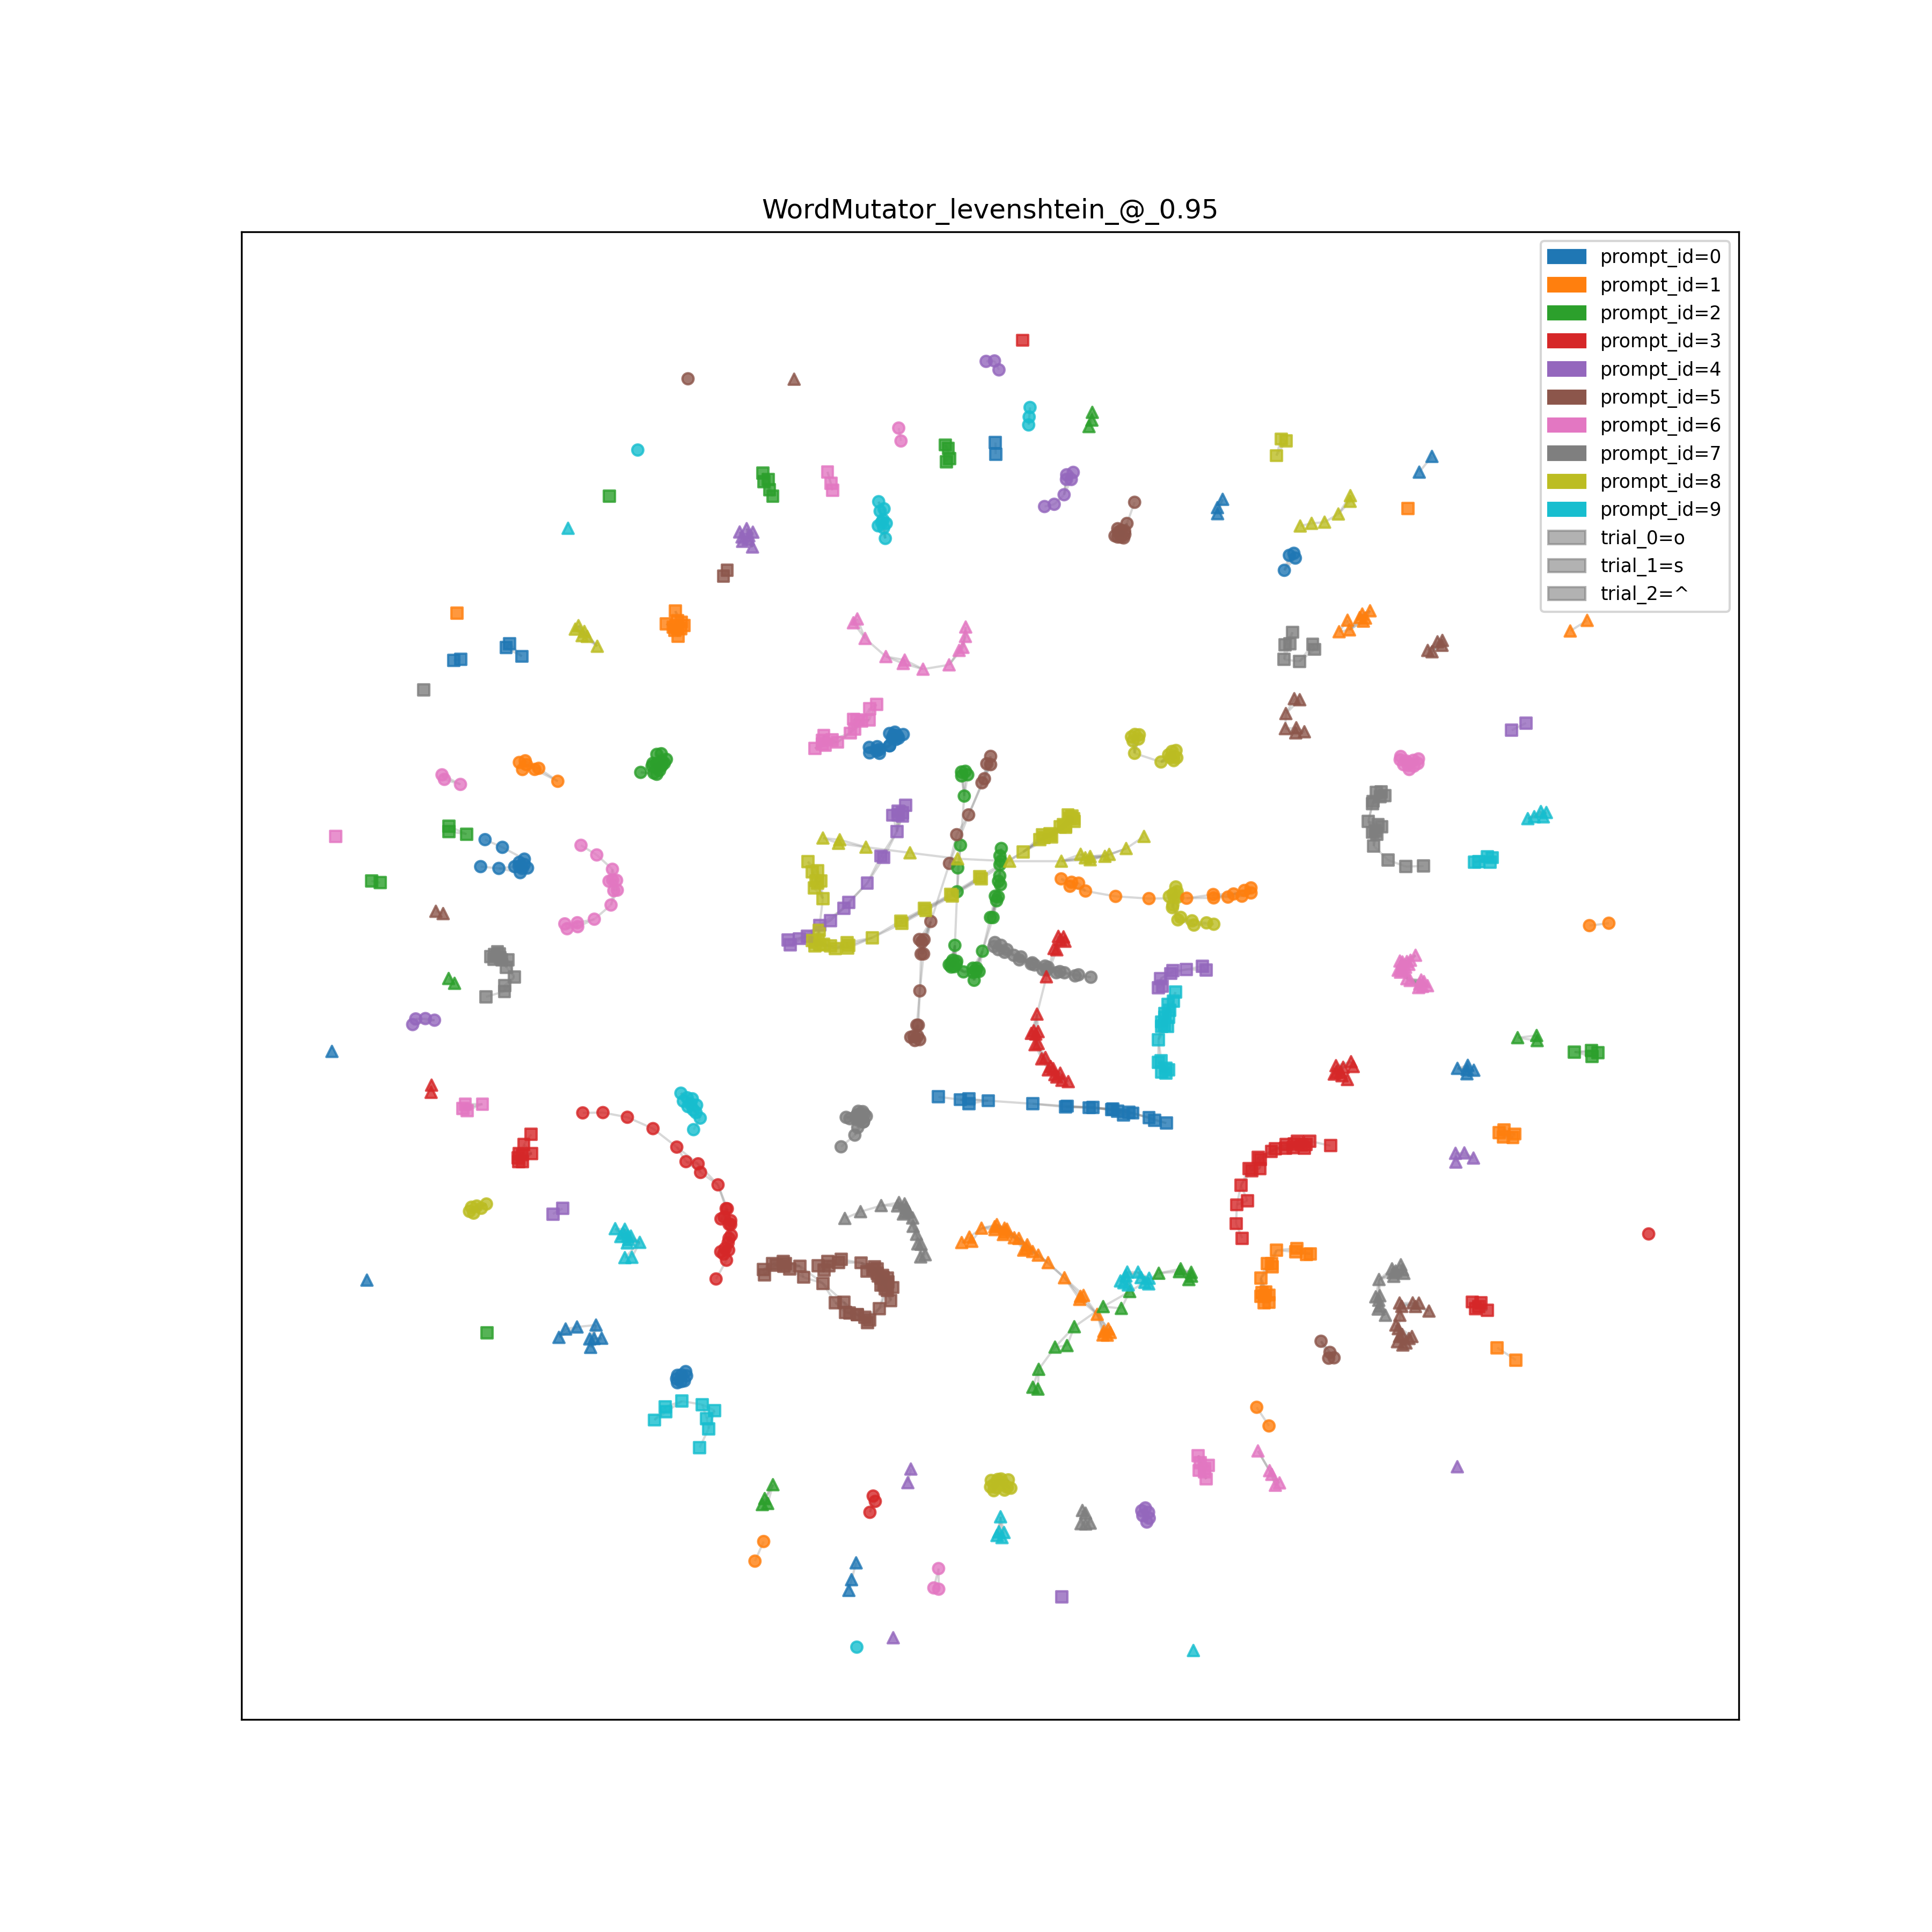 WordMutator_levenshtein_@_0.95
prompt_id=0
prompt_id=1
prompt_id=2
prompt_id=3
prompt_id=4
prompt_id=5
prompt_id=6
prompt_id=7
prompt_id=8
prompt_id=9
trial_0=o
trial_1=s
trial_2=^